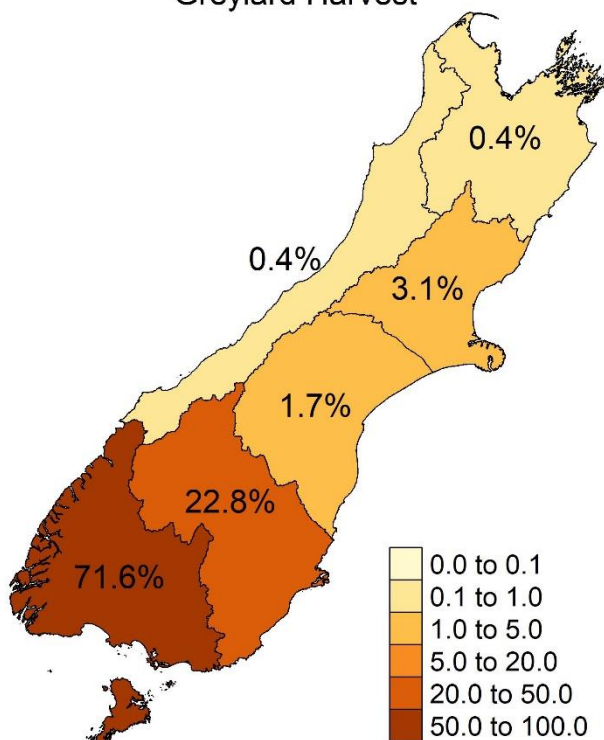 Greylard Harvest
0.4%
0.4%
3.1%
1.7%
22.8%
71.6%
0.0 to 0.1
0.1 to 1.0
1.0 to 5.0
5.0 to 20.0
20.0 to 50.0
50.0 to 100.0